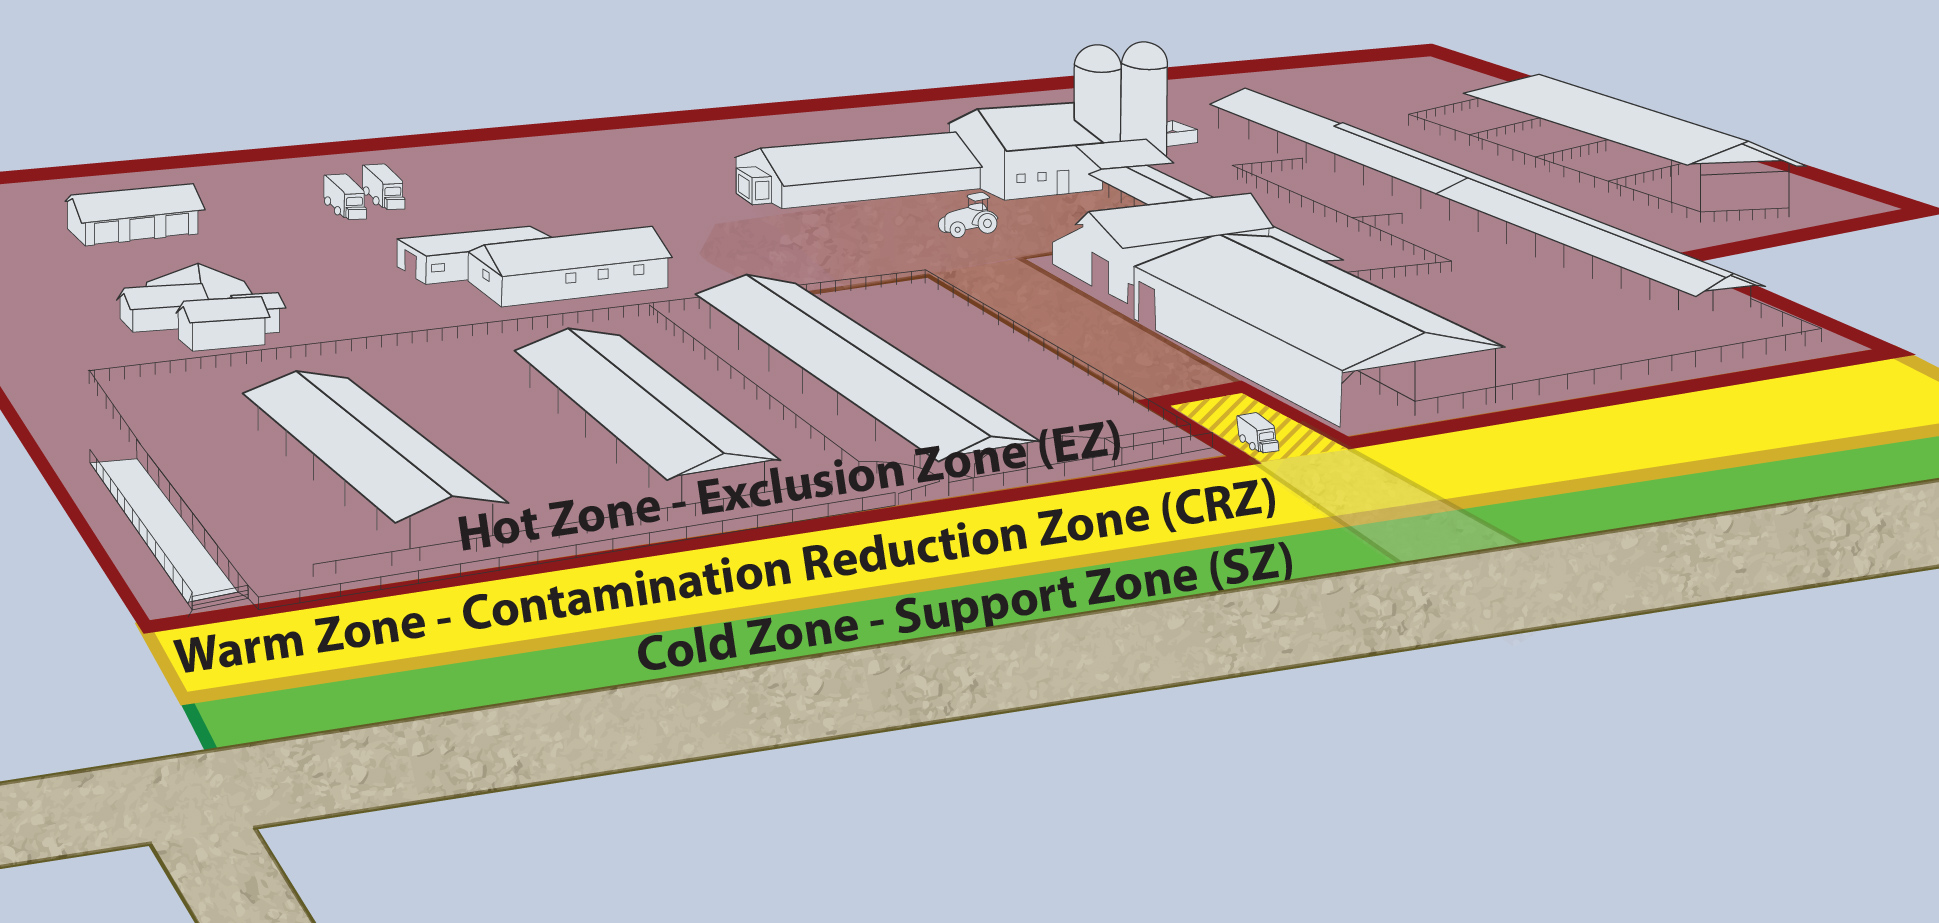 Hot Zone - Exclusion Zone (EZ)
Warm Zone - Contamination Reduction Zone (CRZ)
Cold Zone - Support Zone (SZ)